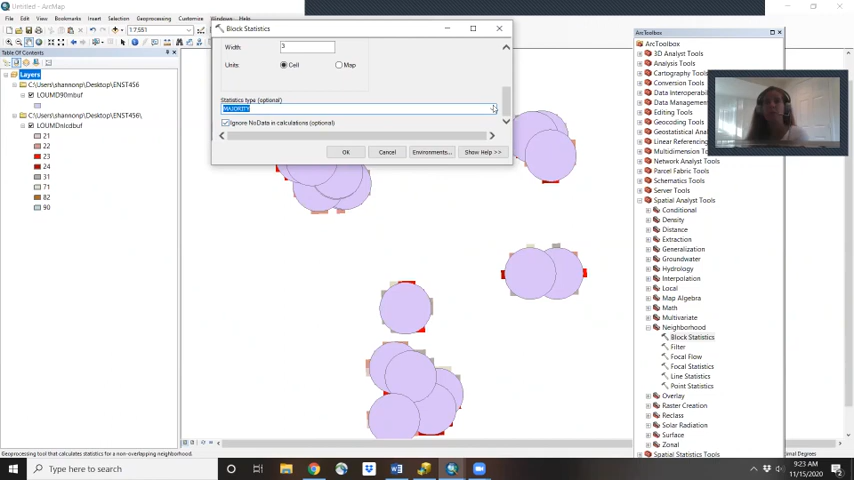 Untitled - ArcMap
File Edit View Bookmarks Insert Selection Geoprocessing Customize Windows
17.551
Table Of Contents
Layers
C:\Users\shannonp\Desktop\ENST456
LOUMD90mbuf
C:\Users\shannonp\Desktop\ENST456\
LOUMDnlcdbuf
21
22
23
24
31
71
82
90
Block Statistics
Width: 3
Units: Cell Map
Statistics type (optional)
MAJORITY
Ignore NoData in calculations (optional)
OK Cancel Environments... Show Help >>
ArcToolbox
ArcToolbox
3D Analyst Tools
Analysis Tools
Cartography Tools
Conversion Tools
Data Interoperab
Data Management
Editing Tools
Geocoding Tools
Geostatistical Ana
Linear Referencing
Multidimension Tools
Network Analyst Tools
Parcel Fabric Tools
Schematics Tools
Server Tools
Spatial Analyst Tools
Conditional
Density
Distance
Extraction
Generalization
Groundwater
Hydrology
Interpolation
Local
Map Algebra
Math
Multivariate
Neighborhood
Block Statistics
Filter
Focal Flow
Focal Statistics
Line Statistics
Point Statistics
Overlay
Raster Creation
Reclass
Solar Radiation
Surface
Zonal
Spatial Statistics Tools
Geoprocessing tool that calculates statistics for a non-overlapping neighborhood.
Type here to search
9:23 AM
11/15/2020
2